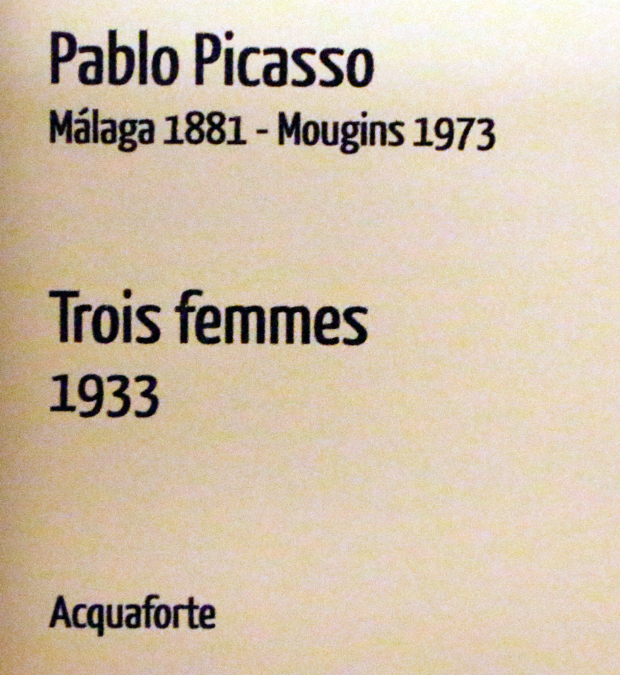 Pablo Picasso
Málaga 1881 - Mougins 1973
Trois femmes
1933
Acquaforte